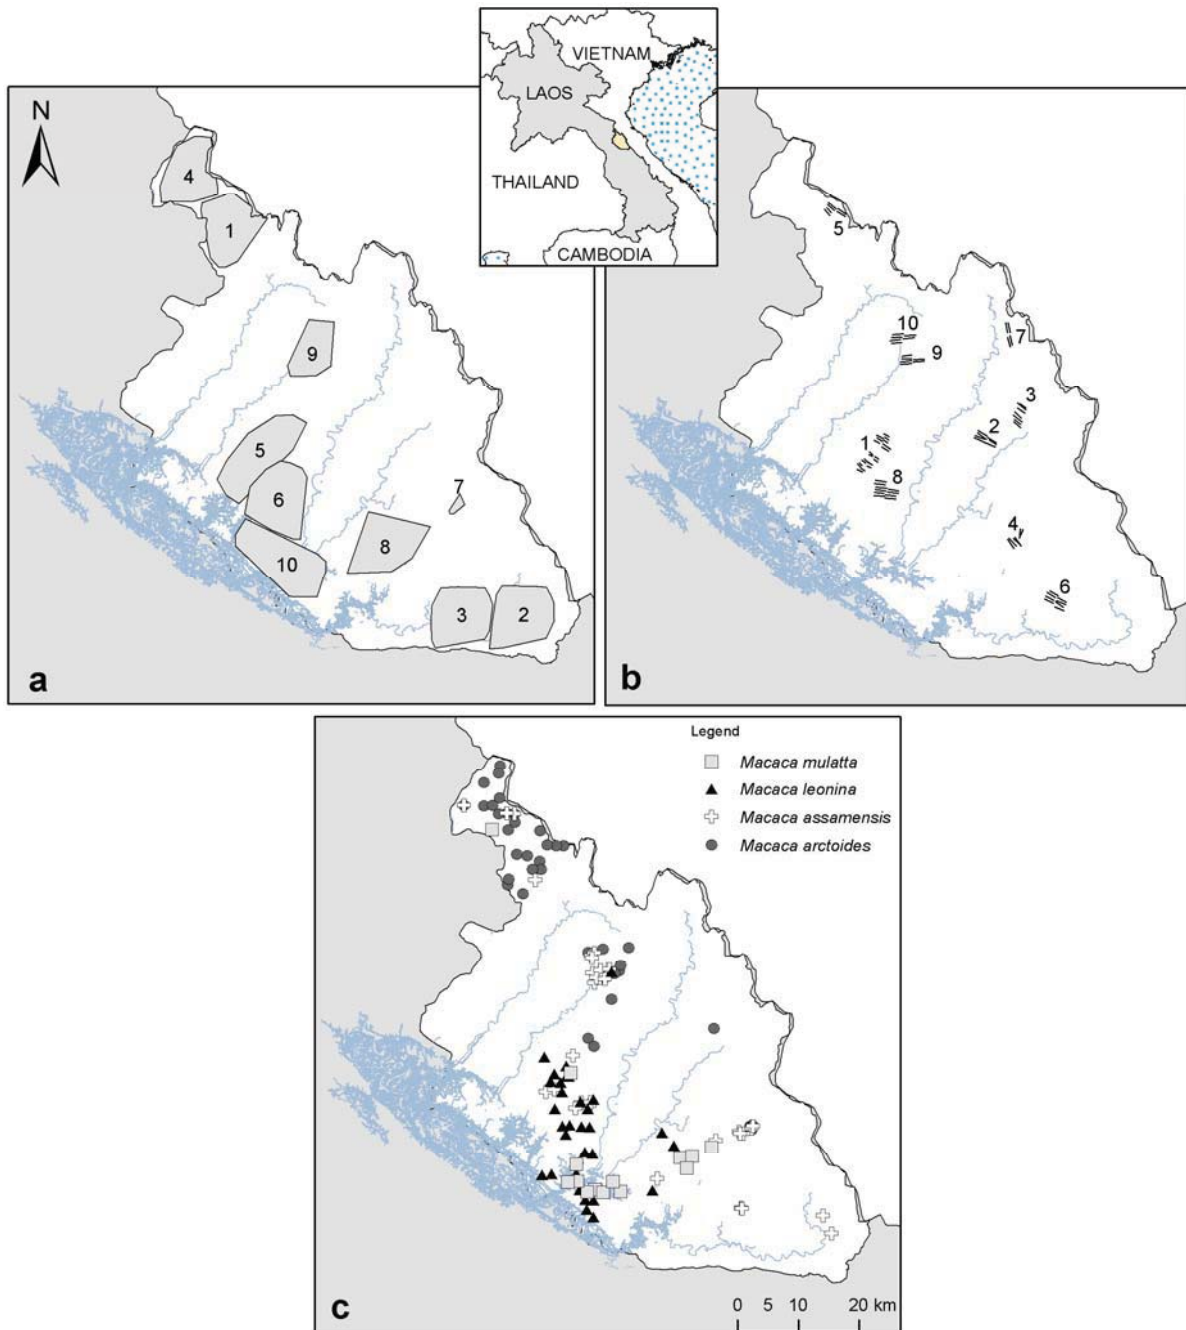 VIETNAM
LAOS
THAILAND
CAMBODIA
N
4
1
9
5
6
7
8
10
3
2
a
5
10
9
7
3
2
1
8
4
6
b
Legend
Macaca mulatta
Macaca leonina
Macaca assamensis
Macaca arctoides
c
0 5 10 20 km